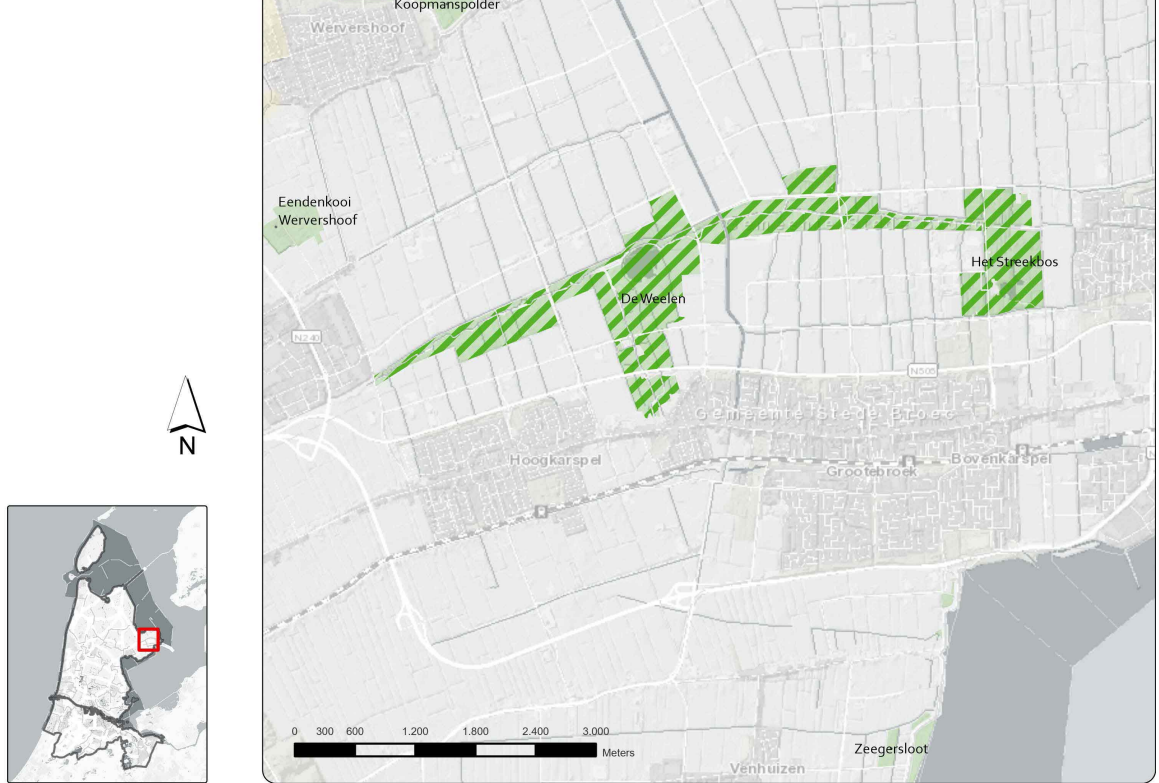 Koopmanspolder
Wervershoof
Eendenkooi
Wervershoof
Het Streekbos
De Weelen
N240
N505
Gemeente Stede Broec
Hoogkarspel
Bovenkarspel
Grootebroek
N
0 300 600 1.200 1.800 2.400 3.000
Meters
Zeegersloot
Venhuizen